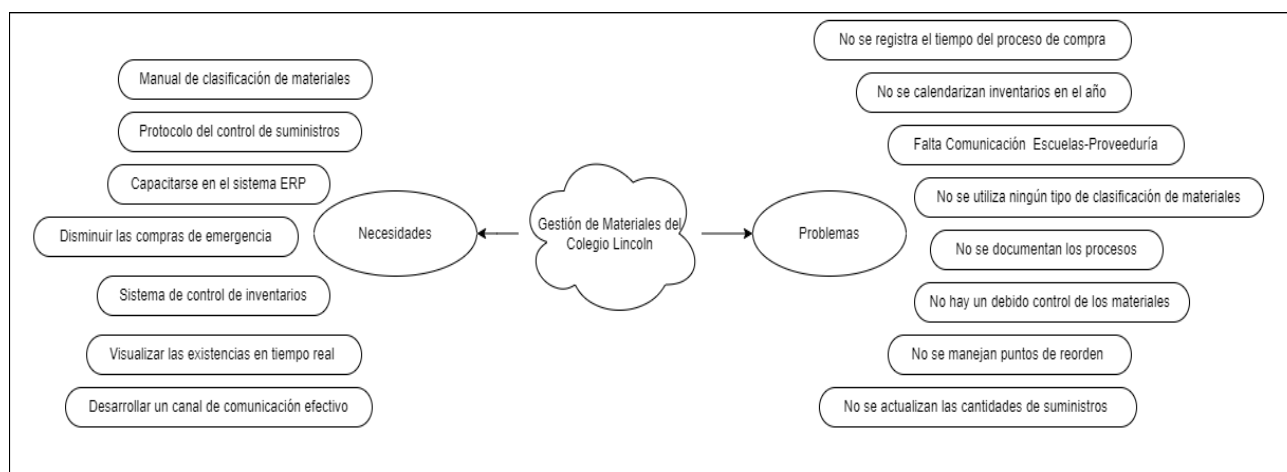 Manual de clasificación de materiales
Protocolo del control de suministros
Capacitarse en el sistema ERP
Disminuir las compras de emergencia
Sistema de control de inventarios
Visualizar las existencias en tiempo real
Desarrollar un canal de comunicación efectivo
Necesidades
Gestión de Materiales del
Colegio Lincoln
Problemas
No se registra el tiempo del proceso de compra
No se calendarizan inventarios en el año
Falta Comunicación Escuelas-Proveeduría
No se utiliza ningún tipo de clasificación de materiales
No se documentan los procesos
No hay un debido control de los materiales
No se manejan puntos de reorden
No se actualizan las cantidades de suministros